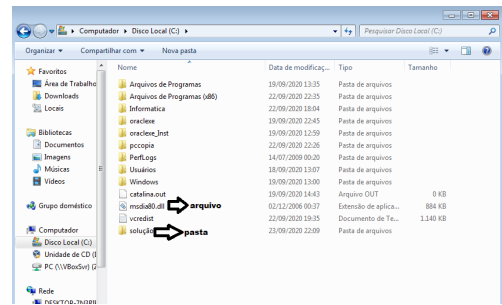 Computador ▸ Disco Local (C:) ▸
Pesquisar Disco Local (C:)
Organizar Compartilhar com Nova pasta
Favoritos
Área de Trabalho
Downloads
Locais
Bibliotecas
Documentos
Imagens
Músicas
Vídeos
Grupo doméstico
Computador
Disco Local (C:)
Unidade de CD (
PC (\\VBoxSvr) (
Rede
Nome Data de modificaç... Tipo Tamanho
Arquivos de Programas 19/09/2020 13:35 Pasta de arquivos
Arquivos de Programas (x86) 22/09/2020 22:35 Pasta de arquivos
Informatica 22/09/2020 18:04 Pasta de arquivos
oraclexe 19/09/2020 22:45 Pasta de arquivos
oraclexe_Inst 19/09/2020 12:59 Pasta de arquivos
pccopia 22/09/2020 22:26 Pasta de arquivos
PerfLogs 14/07/2009 00:20 Pasta de arquivos
Usuários 18/09/2020 13:07 Pasta de arquivos
Windows 19/09/2020 13:00 Pasta de arquivos
catalina.out 19/09/2020 14:43 Arquivo OUT 0 KB
msdia80.dll arquivo 02/12/2006 00:37 Extensão de aplica... 884 KB
vcredist 22/09/2020 19:35 Documento de Te... 1.140 KB
solução pasta 23/09/2020 22:09 Pasta de arquivos